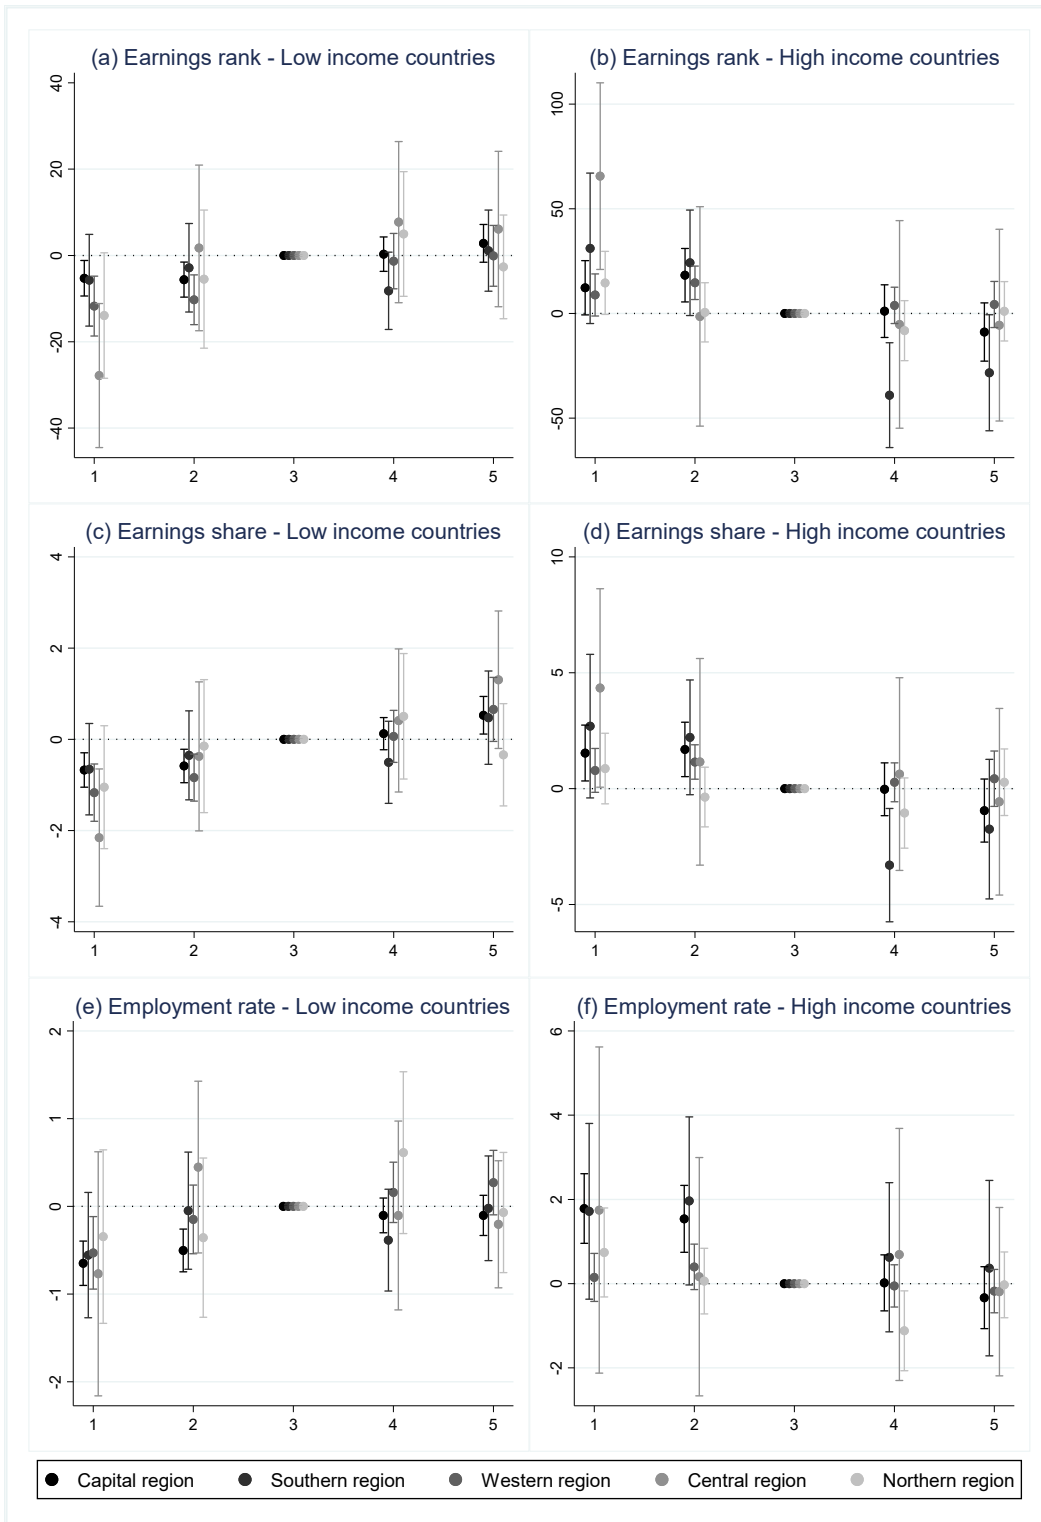 (a) Earnings rank - Low income countries
40
20
0
-20
-40
1 2 3 4 5
(b) Earnings rank - High income countries
100
50
0
-50
1 2 3 4 5
(c) Earnings share - Low income countries
4
2
0
-2
-4
1 2 3 4 5
(d) Earnings share - High income countries
10
5
0
-5
1 2 3 4 5
(e) Employment rate - Low income countries
2
1
0
-1
-2
1 2 3 4 5
(f) Employment rate - High income countries
6
4
2
0
-2
1 2 3 4 5
Capital region Southern region Western region Central region Northern region